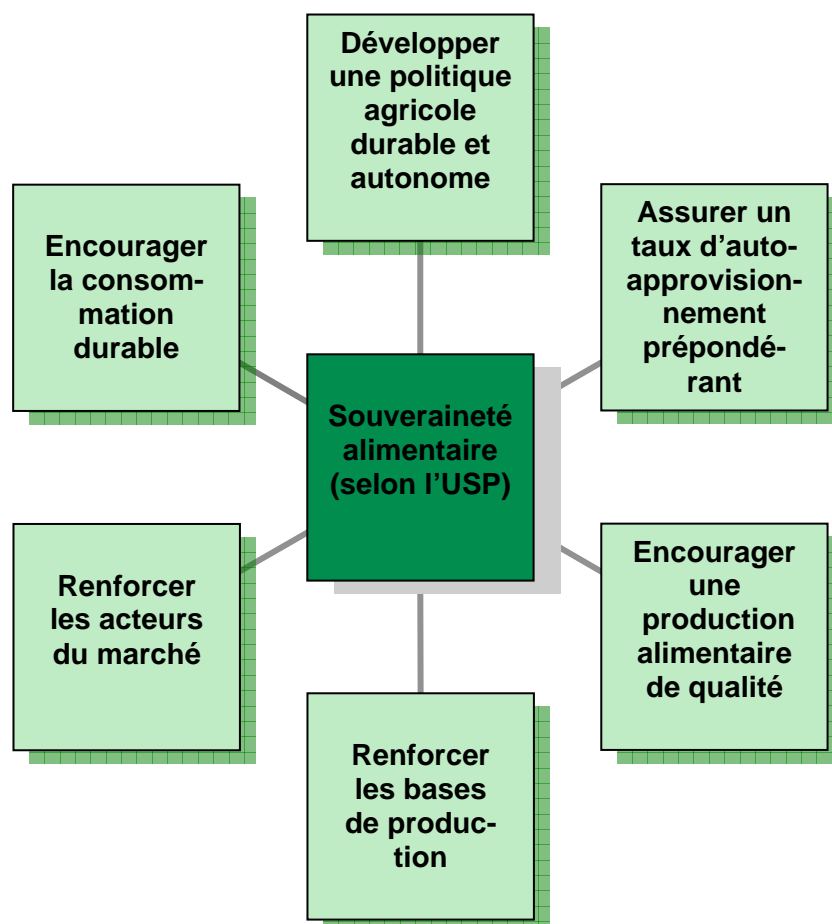 Développer
une politique
agricole
durable et
autonome
Assurer un
taux d’auto-
approvision-
nement
prépondé-
rant
Encourager
une
production
alimentaire
de qualité
Renforcer
les bases
de produc-
tion
Renforcer
les acteurs
du marché
Encourager
la consom-
mation
durable
Souveraineté
alimentaire
(selon l’USP)